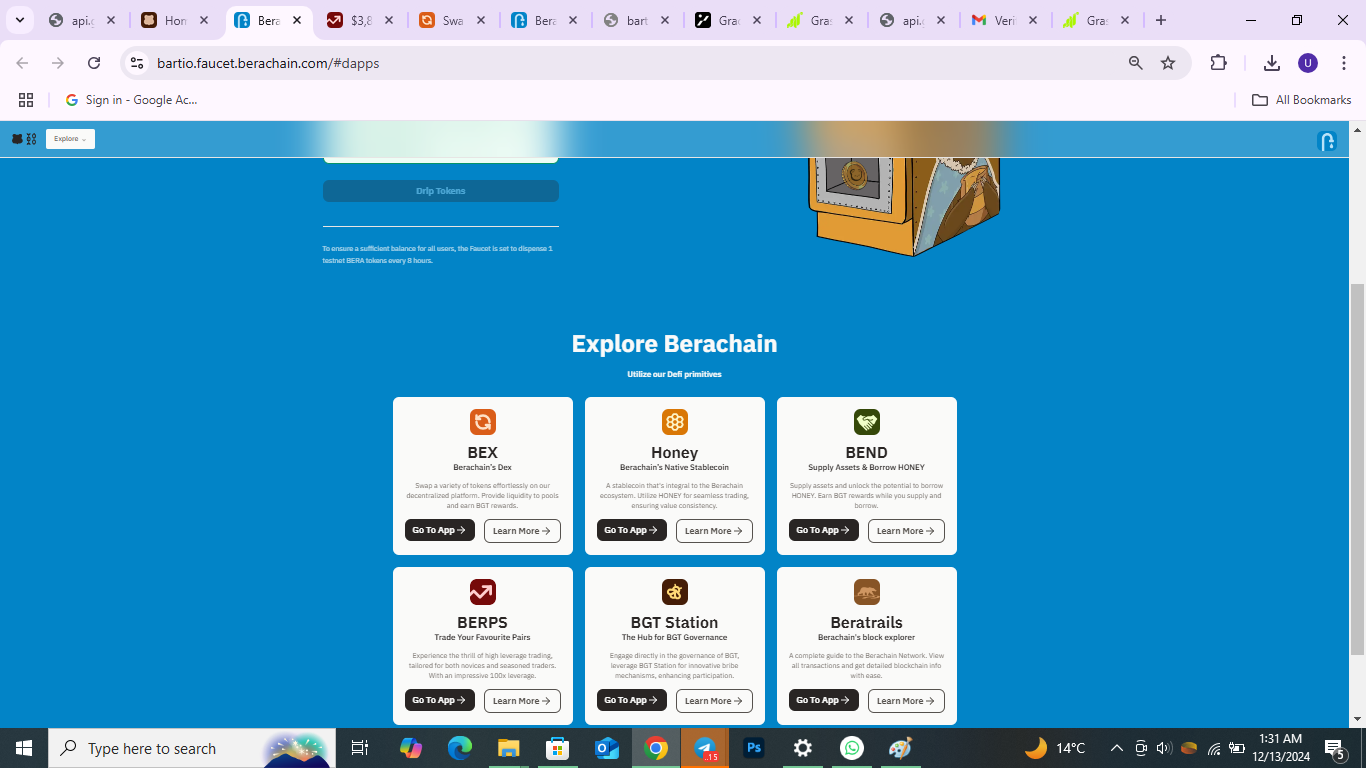 api.g
Hon
Bera
$3,8
Swa
Bera
bart
Grad
Gras
api.g
Veri
Gras
bartio.faucet.berachain.com/#dapps
U
Sign in - Google Ac...
All Bookmarks
Explore
Drip Tokens
To ensure a sufficient balance for all users, the Faucet is set to dispense 1
testnet BERA tokens every 8 hours.
Explore Berachain
Utilize our Defi primitives
BEX
Berachain's Dex
Swap a variety of tokens effortlessly on our
decentralized platform. Provide liquidity to pools
and earn BGT rewards.
Go To App →
Learn More →
Honey
Berachain's Native Stablecoin
A stablecoin that's integral to the Berachain
ecosystem. Utilize HONEY for seamless trading,
ensuring value consistency.
Go To App →
Learn More →
BEND
Supply Assets & Borrow HONEY
Supply assets and unlock the potential to borrow
HONEY. Earn BGT rewards while you supply and
borrow.
Go To App →
Learn More →
BERPS
Trade Your Favourite Pairs
Experience the thrill of high leverage trading,
tailored for both novices and seasoned traders.
With an impressive 100x leverage.
Go To App →
Learn More →
BGT Station
The Hub for BGT Governance
Engage directly in the governance of BGT,
leverage BGT Station for innovative bribe
mechanisms, enhancing participation.
Go To App →
Learn More →
Beratrails
Berachain's block explorer
A complete guide to the Berachain Network. View
all transactions and get detailed blockchain info
with ease.
Go To App →
Learn More →
Type here to search
..15
Ps
14°C
1:31 AM
12/13/2024
5